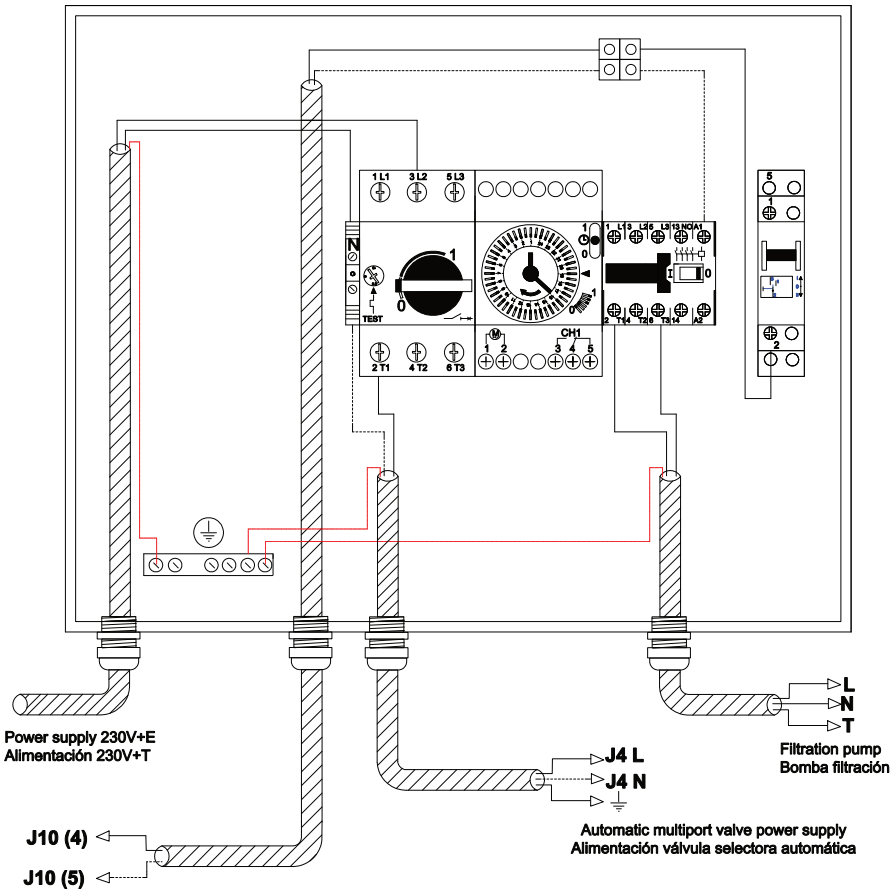 1 L1 3 L2 5 L3
N
TEST
0
1
2 T1 4 T2 6 T3
1
0
1
0
M
1 2
CH1
3 4 5
1 L1 3 L2 5 L3 13 NO A1
I 0
2 T1 4 T2 6 T3 14 A2
5
1
2
Power supply 230V+E
Alimentación 230V+T
J10 (4)
J10 (5)
J4 L
J4 N
Automatic multiport valve power supply
Alimentación válvula selectora automática
L
N
T
Filtration pump
Bomba filtración